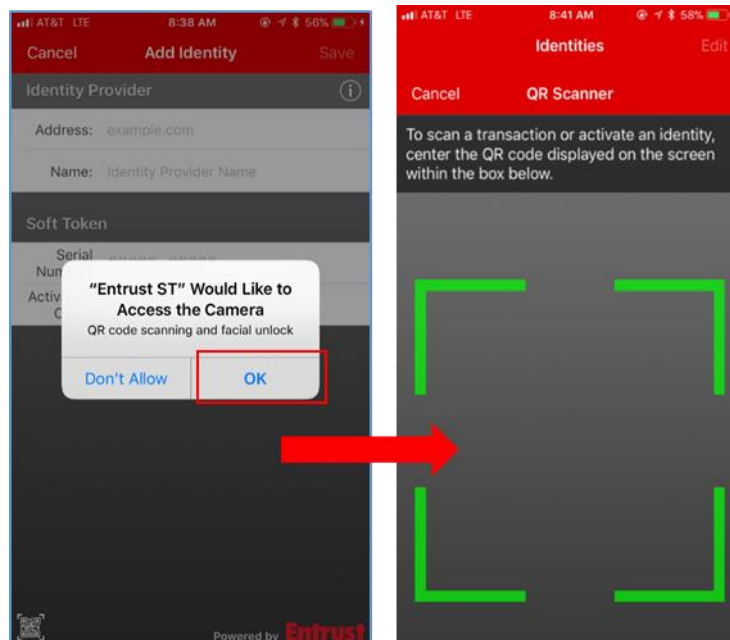 AT&T LTE 8:38 AM 56%
Cancel Add Identity Save
Identity Provider
Address: example.com
Name: Identity Provider Name
Soft Token
Serial
"Entrust ST" Would Like to
Access the Camera
QR code scanning and facial unlock
Don't Allow OK
Powered by Entrust
AT&T LTE 8:41 AM 58%
Identities Edit
Cancel QR Scanner
To scan a transaction or activate an identity,
center the QR code displayed on the screen
within the box below.